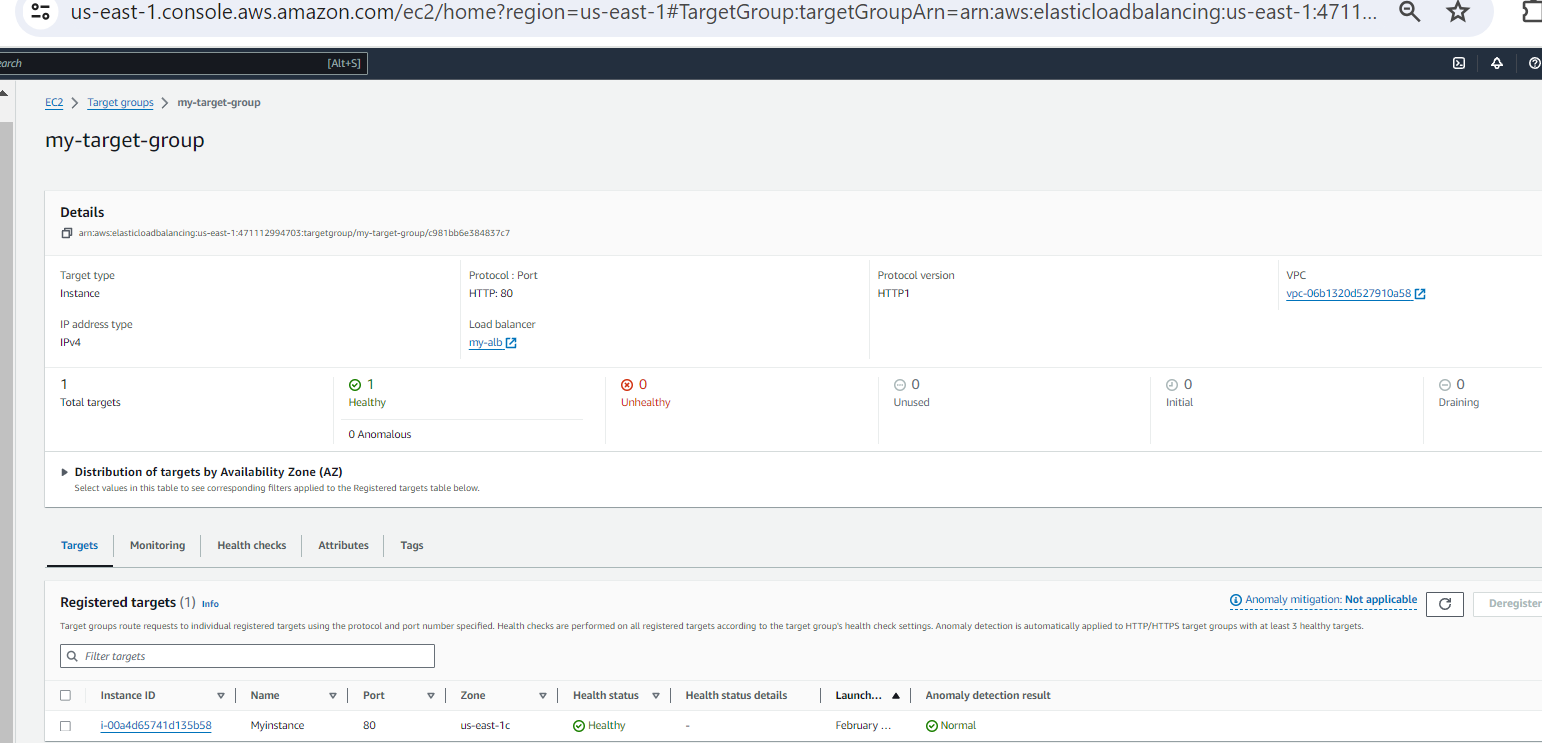 us-east-1.console.aws.amazon.com/ec2/home?region=us-east-1#TargetGroup:targetGroupArn=arn:aws:elasticloadbalancing:us-east-1:4711...
earch [Alt+S]
EC2 > Target groups > my-target-group
my-target-group
Details
arn:aws:elasticloadbalancing:us-east-1:471112994703:targetgroup/my-target-group/c981bb6e384837c7
Target type Protocol : Port Protocol version VPC
Instance HTTP: 80 HTTP1 vpc-06b1320d527910a58
IP address type Load balancer
IPv4 my-alb
1 1 0 0 0 0
Total targets Healthy Unhealthy Unused Initial Draining
0 Anomalous
Distribution of targets by Availability Zone (AZ)
Select values in this table to see corresponding filters applied to the Registered targets table below.
Targets Monitoring Health checks Attributes Tags
Registered targets (1) Info Anomaly mitigation: Not applicable Deregister
Target groups route requests to individual registered targets using the protocol and port number specified. Health checks are performed on all registered targets according to the target group's health check settings. Anomaly detection is automatically applied to HTTP/HTTPS target groups with at least 3 healthy targets.
Filter targets
Instance ID Name Port Zone Health status Health status details Launch... Anomaly detection result
i-00a4d65741d135b58 Myinstance 80 us-east-1c Healthy - February ... Normal